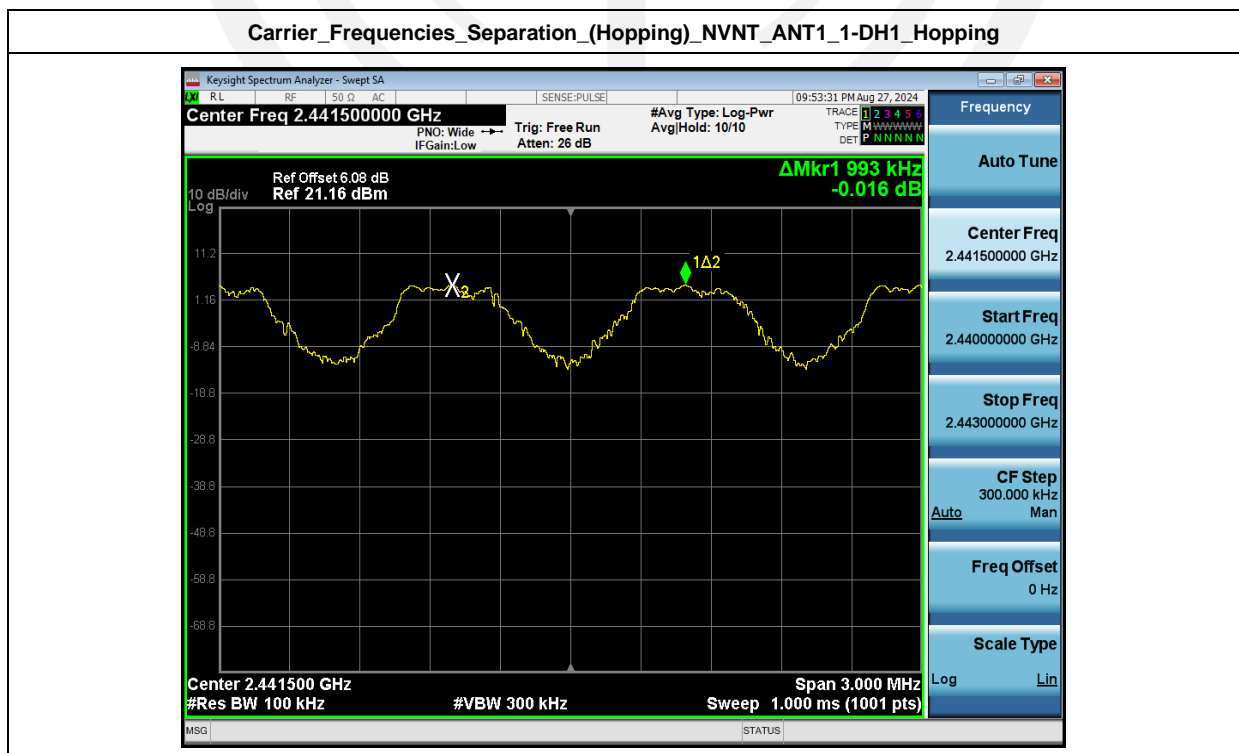 Carrier_Frequencies_Separation_(Hopping)_NVNT_ANT1_1-DH1_Hopping
Keysight Spectrum Analyzer - Swept SA
LXI RL RF 50 Ω AC SENSE:PULSE 09:53:31 PM Aug 27, 2024
Center Freq 2.441500000 GHz
PNO: Wide
IFGain:Low
Trig: Free Run
Atten: 26 dB
#Avg Type: Log-Pwr
Avg|Hold: 10/10
TRACE 1 2 3 4 5 6
TYPE M WWWWW
DET P N N N N N
ΔMkr1 993 kHz
-0.016 dB
Ref Offset 6.08 dB
10 dB/div Ref 21.16 dBm
Log
11.2
1.16
-8.84
-18.8
-28.8
-38.8
-48.8
-58.8
-68.8
X2
1Δ2
Center 2.441500 GHz Span 3.000 MHz
#Res BW 100 kHz #VBW 300 kHz Sweep 1.000 ms (1001 pts)
MSG STATUS
Frequency
Auto Tune
Center Freq
2.441500000 GHz
Start Freq
2.440000000 GHz
Stop Freq
2.443000000 GHz
CF Step
300.000 kHz
Auto Man
Freq Offset
0 Hz
Scale Type
Log Lin